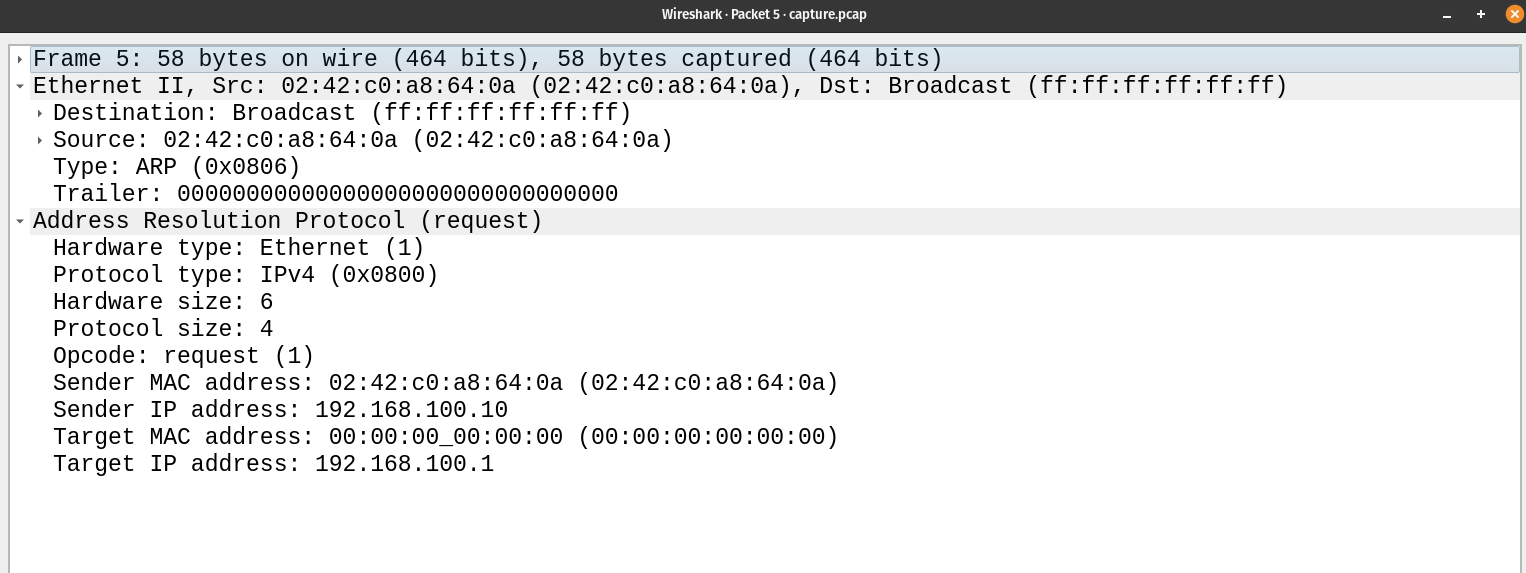 Wireshark · Packet 5 · capture.pcap
Frame 5: 58 bytes on wire (464 bits), 58 bytes captured (464 bits)
Ethernet II, Src: 02:42:c0:a8:64:0a (02:42:c0:a8:64:0a), Dst: Broadcast (ff:ff:ff:ff:ff:ff)
Destination: Broadcast (ff:ff:ff:ff:ff:ff)
Source: 02:42:c0:a8:64:0a (02:42:c0:a8:64:0a)
Type: ARP (0x0806)
Trailer: 00000000000000000000000000000000
Address Resolution Protocol (request)
Hardware type: Ethernet (1)
Protocol type: IPv4 (0x0800)
Hardware size: 6
Protocol size: 4
Opcode: request (1)
Sender MAC address: 02:42:c0:a8:64:0a (02:42:c0:a8:64:0a)
Sender IP address: 192.168.100.10
Target MAC address: 00:00:00_00:00:00 (00:00:00:00:00:00)
Target IP address: 192.168.100.1